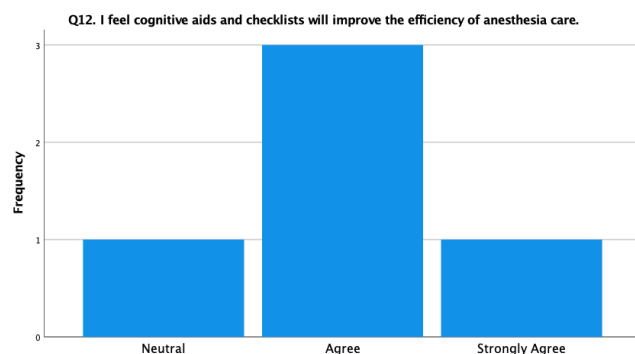 Q12. I feel cognitive aids and checklists will improve the efficiency of anesthesia care.
3
2
1
0
Frequency
Neutral
Agree
Strongly Agree